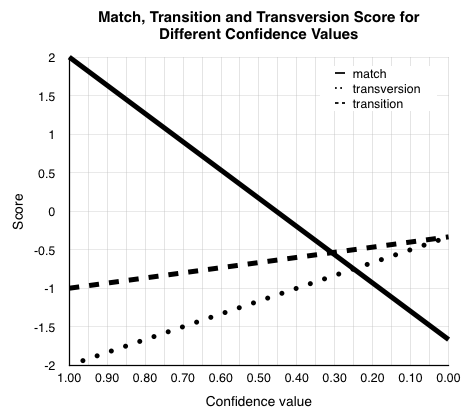 Match, Transition and Transversion Score for
Different Confidence Values
2
1.5
1
0.5
0
-0.5
-1
-1.5
-2
Score
match
transversion
transition
1.00 0.90 0.80 0.70 0.60 0.50 0.40 0.30 0.20 0.10 0.00
Confidence value